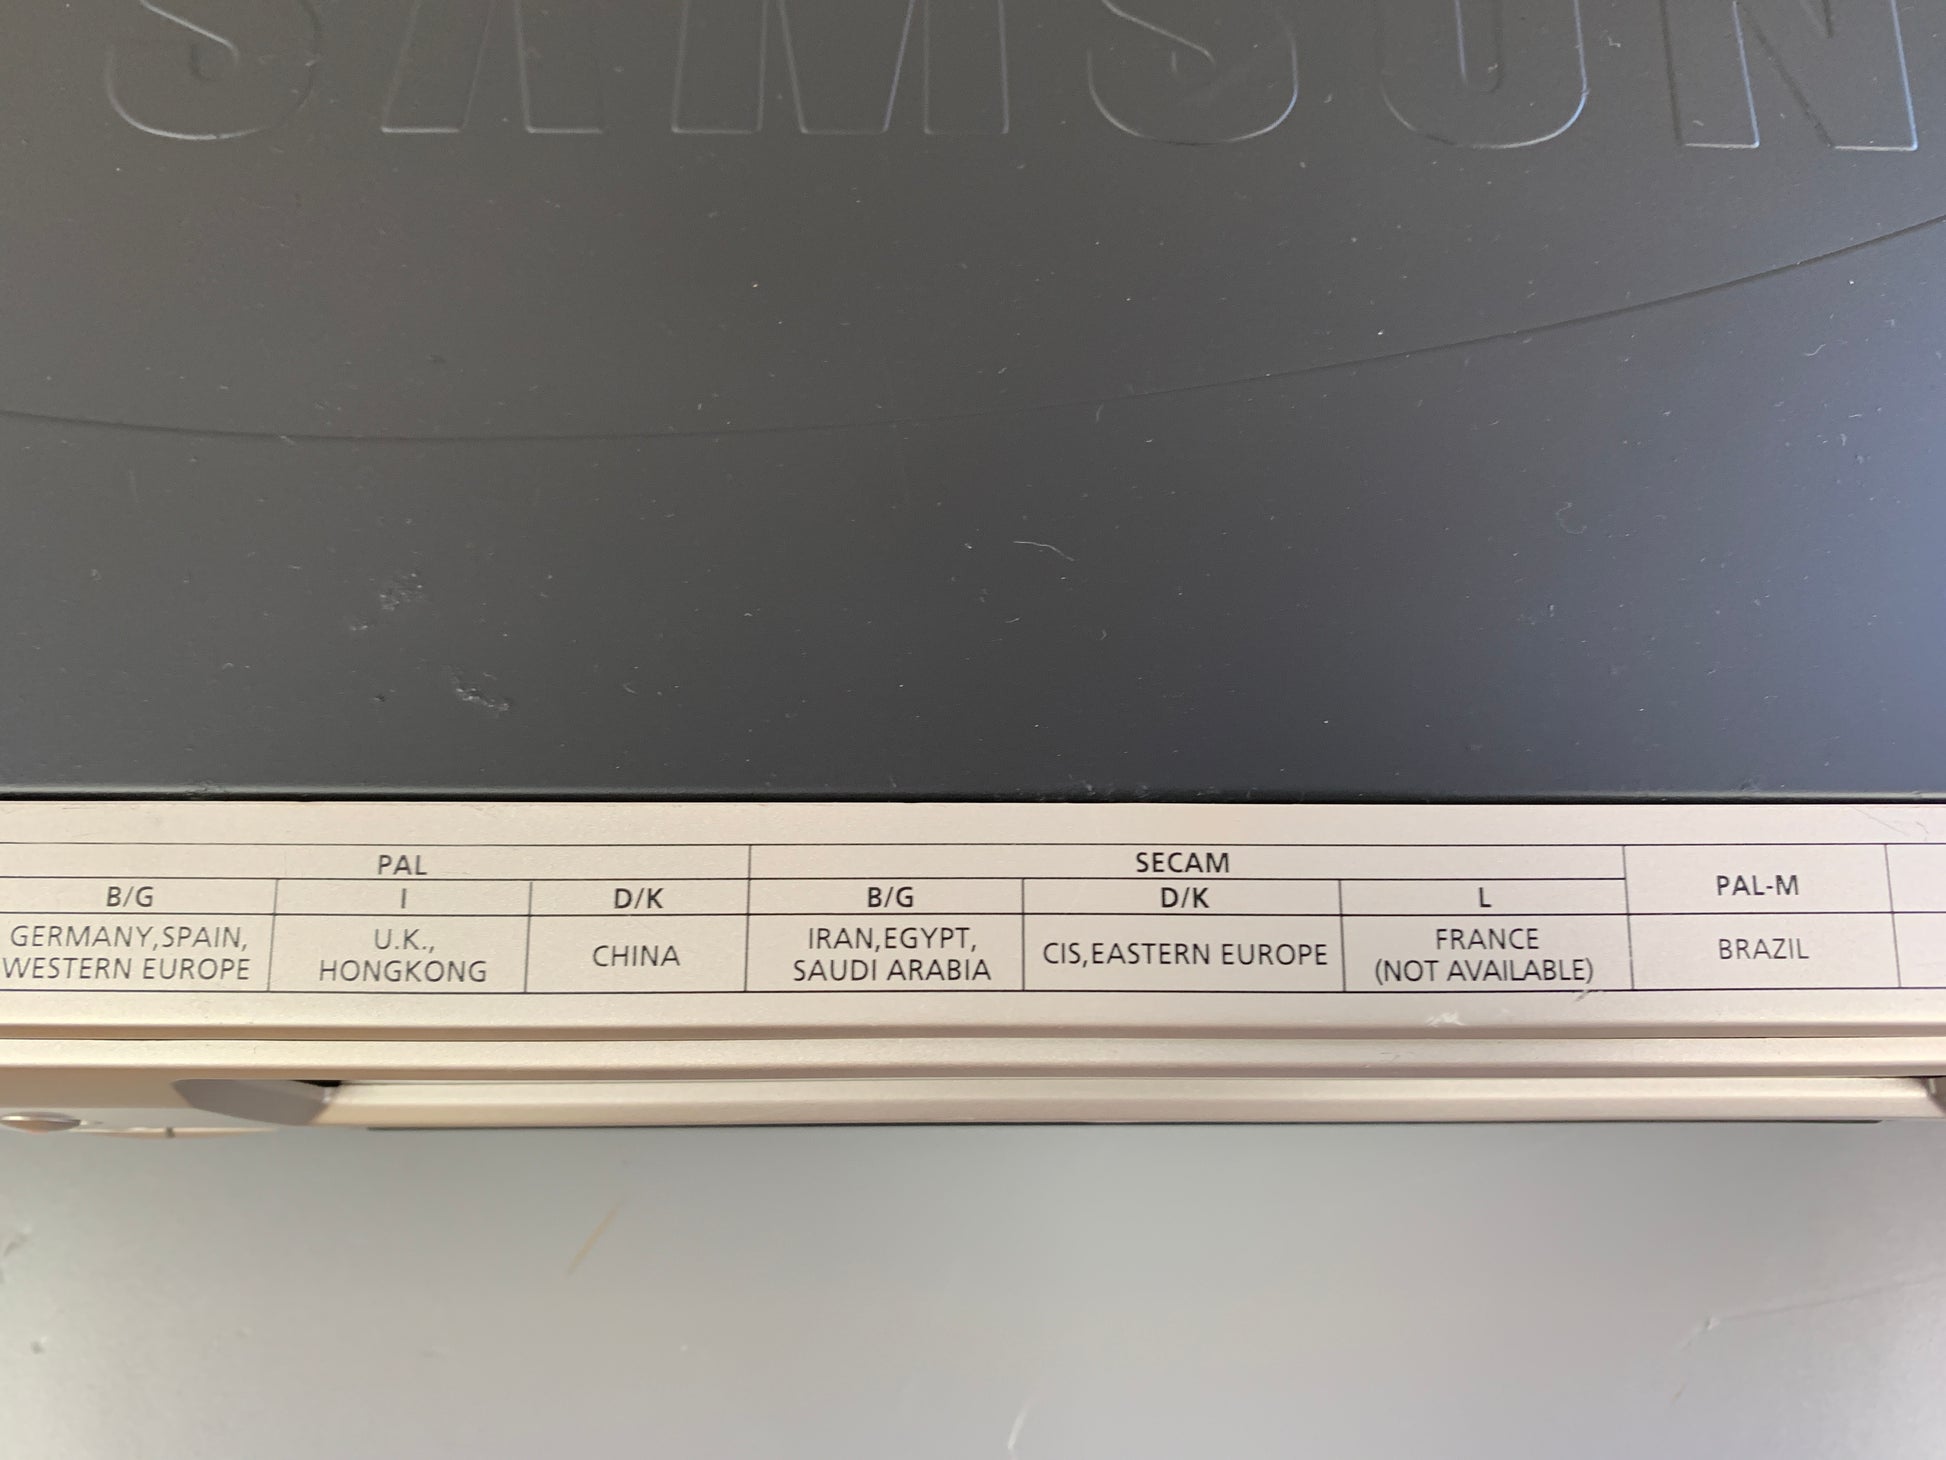 SAMSUN
PAL SECAM PAL-M
B/G I D/K B/G D/K L
GERMANY,SPAIN,
WESTERN EUROPE
U.K.,
HONGKONG
CHINA
IRAN,EGYPT,
SAUDI ARABIA
CIS,EASTERN EUROPE
FRANCE
(NOT AVAILABLE)
BRAZIL